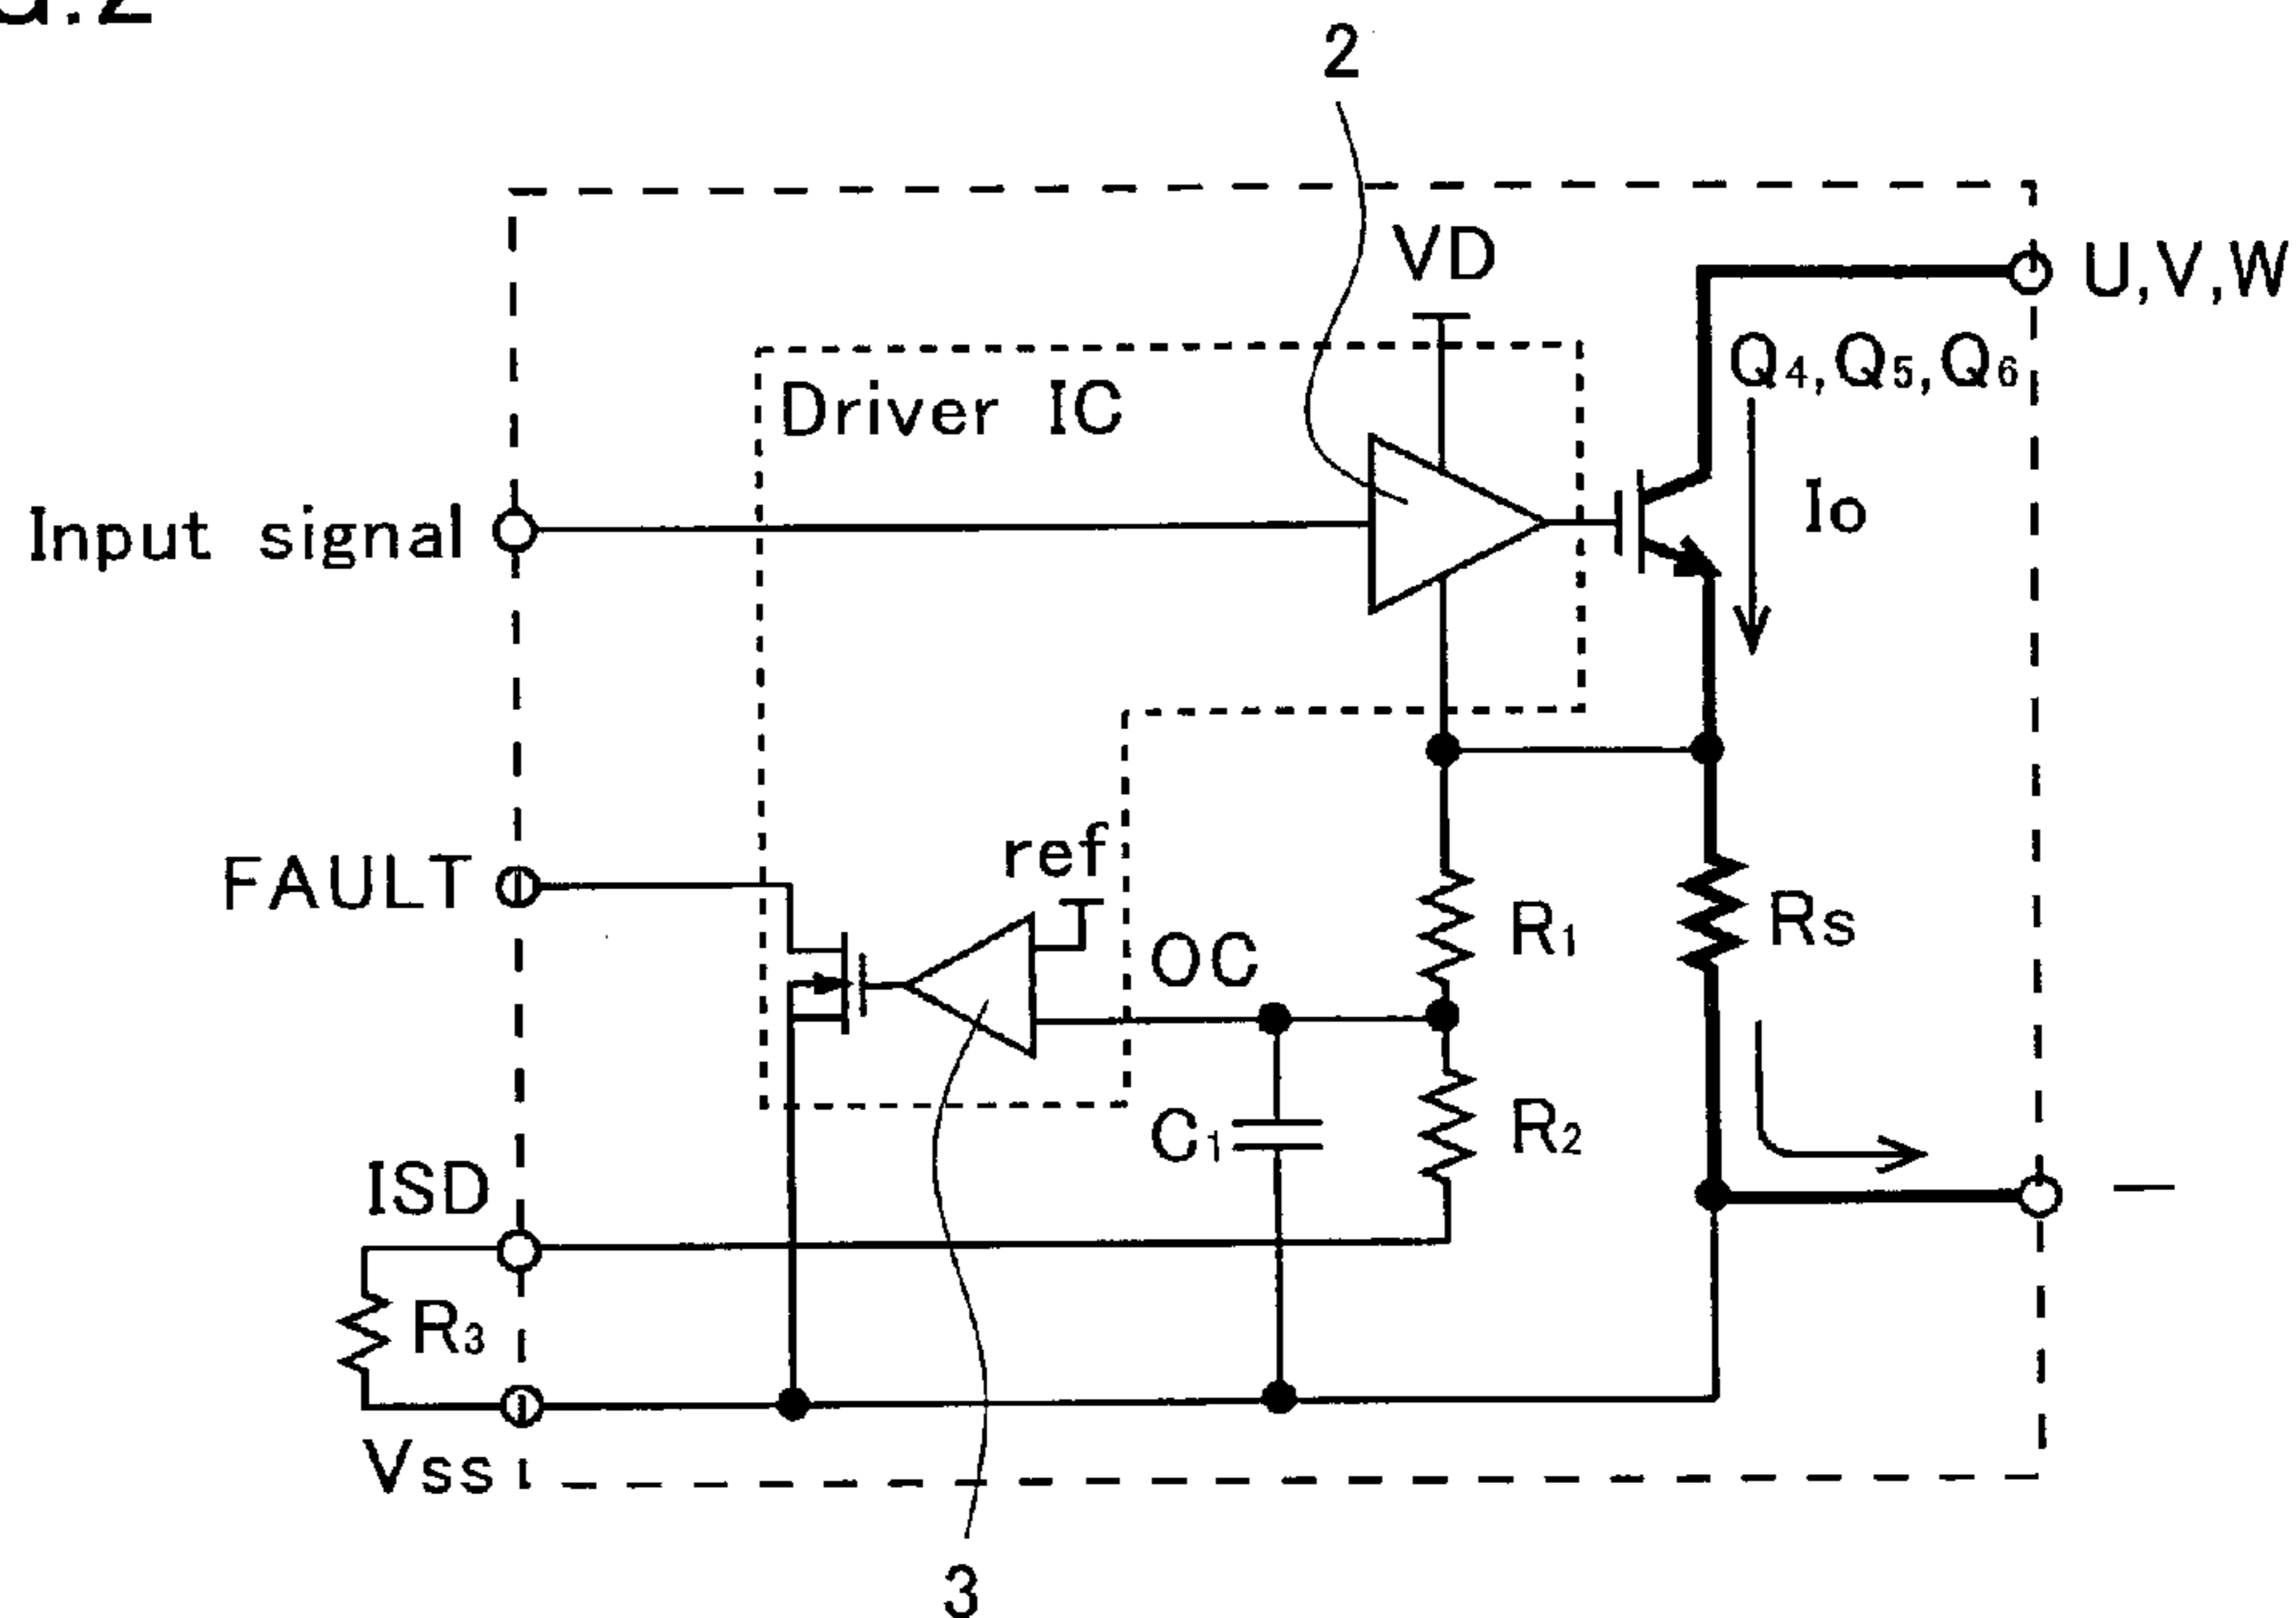 2
VD
U,V,W
Q4,Q5,Q6
Driver IC
Io
Input signal
ref
FAULT
OC
R1
Rs
C1
R2
ISD
R3
—
Vss
3